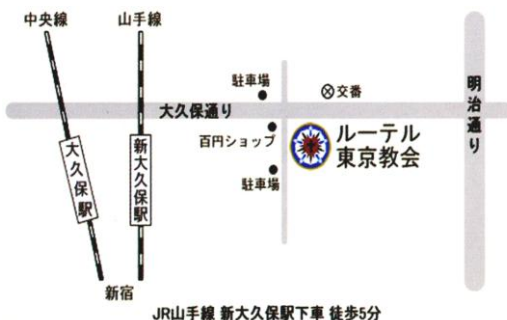 中央線
山手線
駐車場
交番
大久保通り
明治通り
百円ショップ
ルーテル
東京教会
大久保駅
新大久保駅
駐車場
新宿
JR山手線 新大久保駅下車 徒歩5分